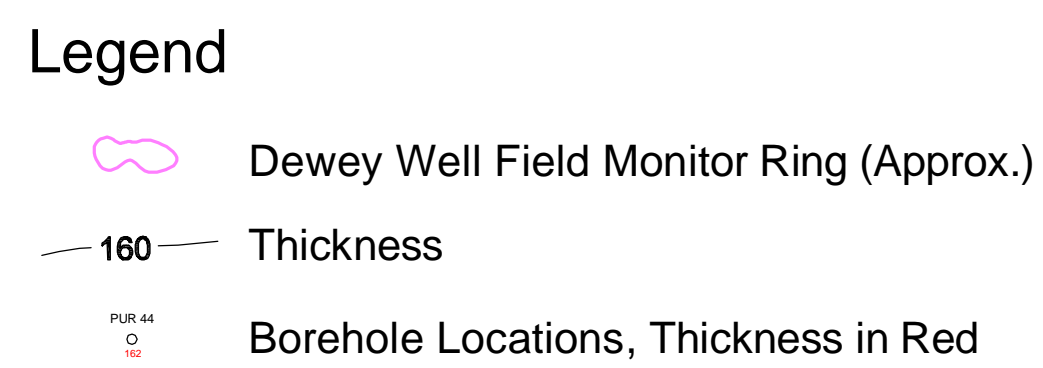 Legend
Dewey Well Field Monitor Ring (Approx.)
160 Thickness
PUR 44
162
Borehole Locations, Thickness in Red